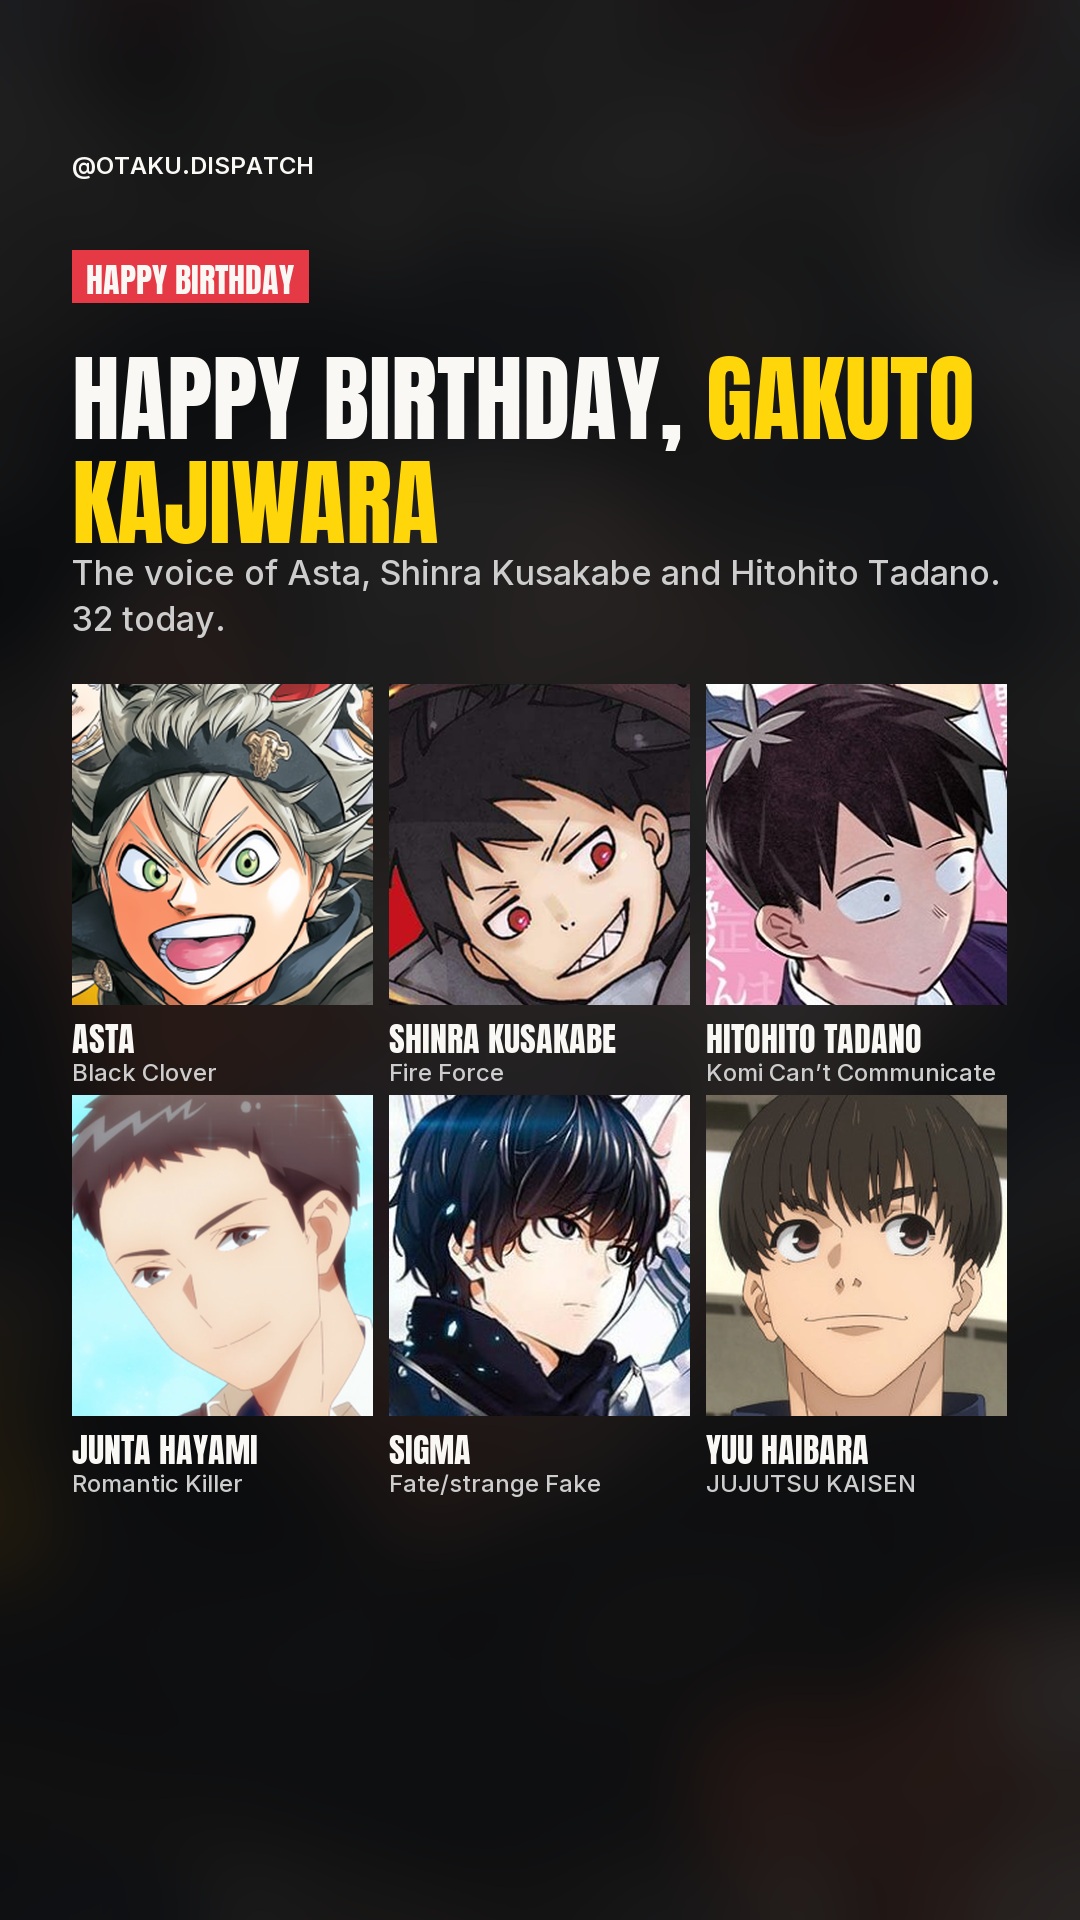 @OTAKU.DISPATCH
HAPPY BIRTHDAY
HAPPY BIRTHDAY, GAKUTO
KAJIWARA
The voice of Asta, Shinra Kusakabe and Hitohito Tadano.
32 today.
ASTA
Black Clover
SHINRA KUSAKABE
Fire Force
HITOHITO TADANO
Komi Can’t Communicate
JUNTA HAYAMI
Romantic Killer
SIGMA
Fate/strange Fake
YUU HAIBARA
JUJUTSU KAISEN